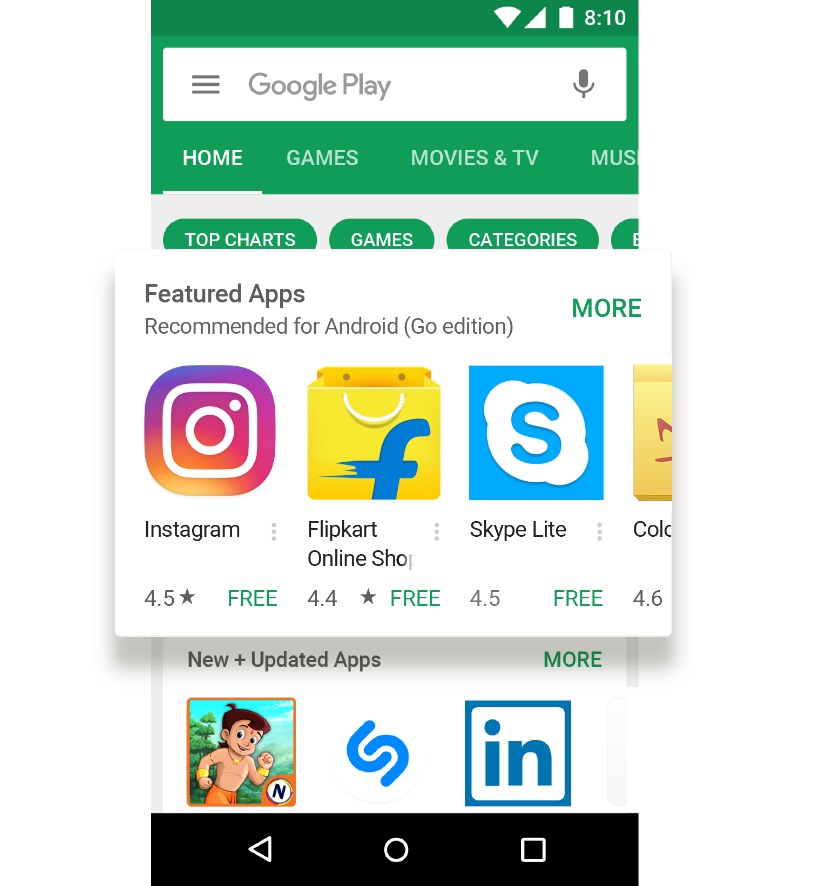 8:10
Google Play
HOME GAMES MOVIES & TV MUSI
TOP CHARTS GAMES CATEGORIES E
Featured Apps
MORE
Recommended for Android (Go edition)
Instagram Flipkart Skype Lite Colo
Online Shop
4.5 ★ FREE 4.4 ★ FREE 4.5 FREE 4.6
New + Updated Apps MORE
N in